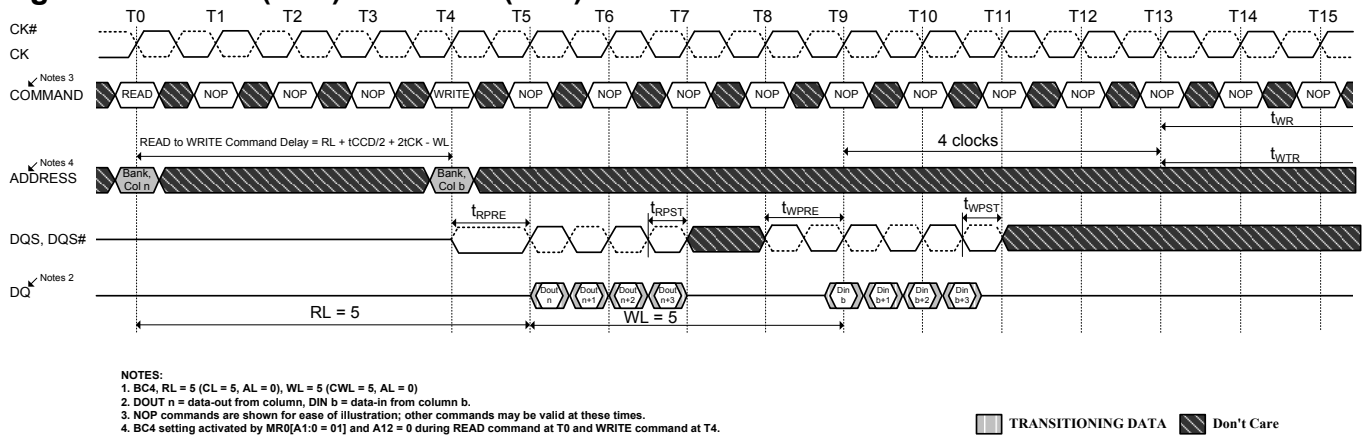 T0 T1 T2 T3 T4 T5 T6 T7 T8 T9 T10 T11 T12 T13 T14 T15
CK#
CK
Notes 3
COMMAND
READ NOP NOP NOP WRITE NOP NOP NOP NOP NOP NOP NOP NOP NOP NOP NOP
READ to WRITE Command Delay = RL + tCCD/2 + 2tCK - WL
4 clocks
tWR
tWTR
Notes 4
ADDRESS
Bank, Col n
Bank, Col b
tRPRE tRPST tWPRE tWPST
DQS, DQS#
Notes 2
DQ
Dout n Dout n+1 Dout n+2 Dout n+3 Din b Din b+1 Din b+2 Din b+3
RL = 5 WL = 5
NOTES:
1. BC4, RL = 5 (CL = 5, AL = 0), WL = 5 (CWL = 5, AL = 0)
2. DOUT n = data-out from column, DIN b = data-in from column b.
3. NOP commands are shown for ease of illustration; other commands may be valid at these times.
4. BC4 setting activated by MR0[A1:0 = 01] and A12 = 0 during READ command at T0 and WRITE command at T4.
TRANSITIONING DATA Don't Care